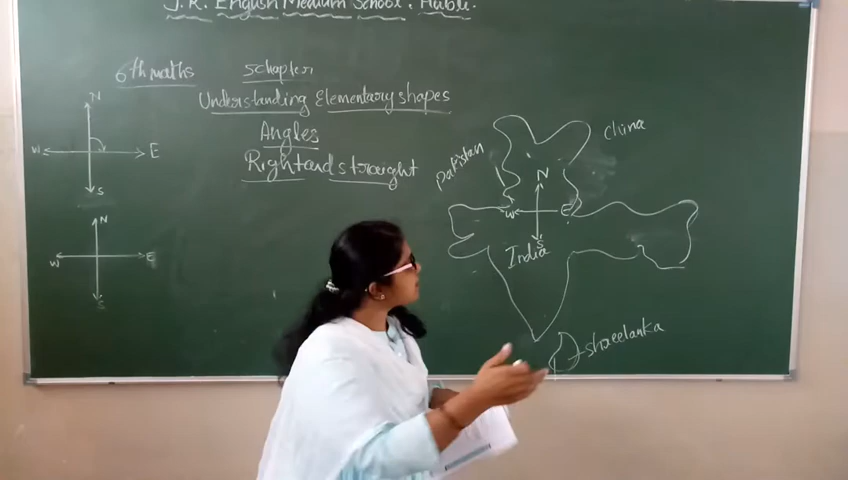 J.K. English Medium School, Hubli.
6th maths
5chapter
Understanding Elementary shapes
Angles
Right and straight
N
W
E
S
N
W
E
S
China
Pakistan
N
W
E
S
India
shreelanka